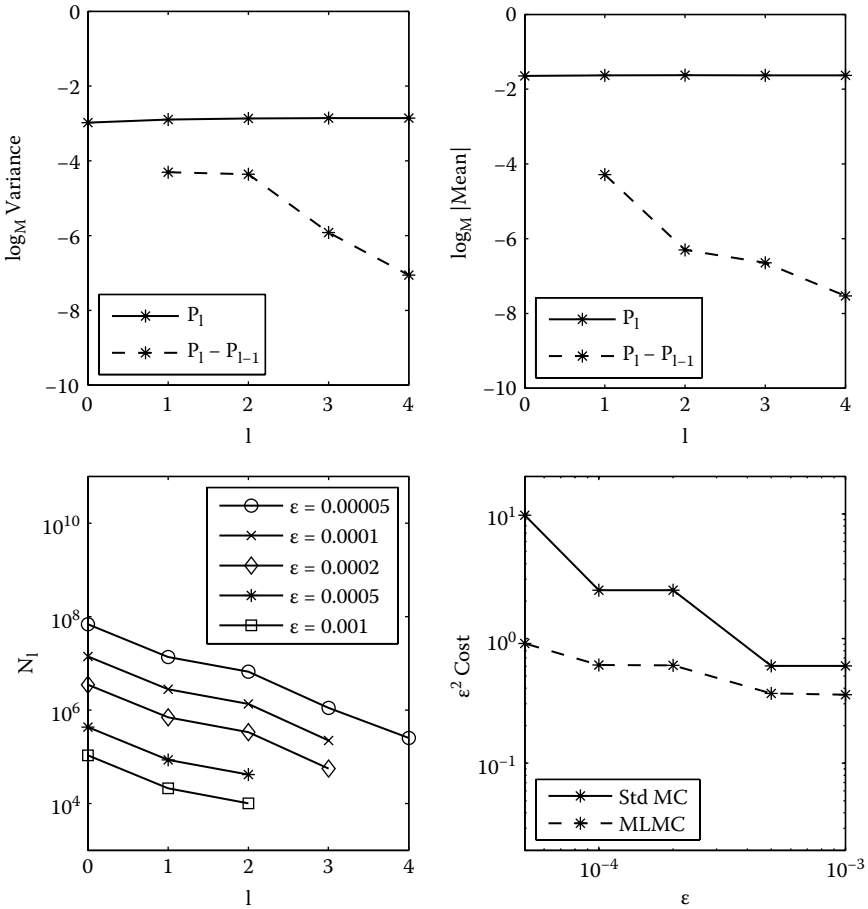 0
−2
−4
−6
−8
−10
log_M Variance
P_l
P_l − P_{l−1}
0 1 2 3 4
l
0
−2
−4
−6
−8
−10
log_M |Mean|
P_l
P_l − P_{l−1}
0 1 2 3 4
l
10^10
10^8
10^6
10^4
N_l
ε = 0.00005
ε = 0.0001
ε = 0.0002
ε = 0.0005
ε = 0.001
0 1 2 3 4
l
10^1
10^0
10^−1
ε^2 Cost
Std MC
MLMC
10^−4 10^−3
ε